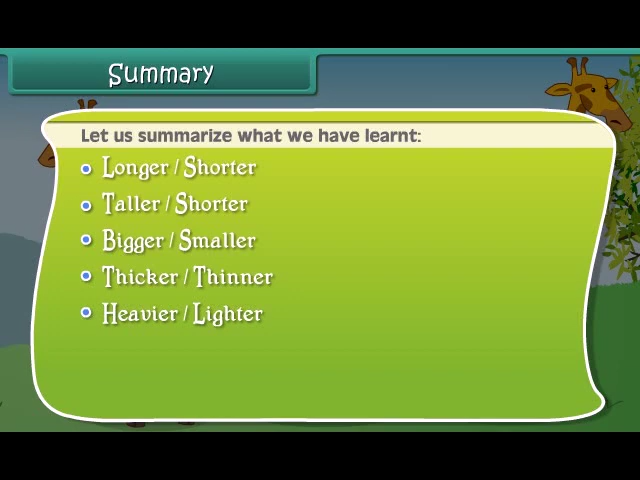 Summary
Let us summarize what we have learnt:
Longer / Shorter
Taller / Shorter
Bigger / Smaller
Thicker / Thinner
Heavier / Lighter